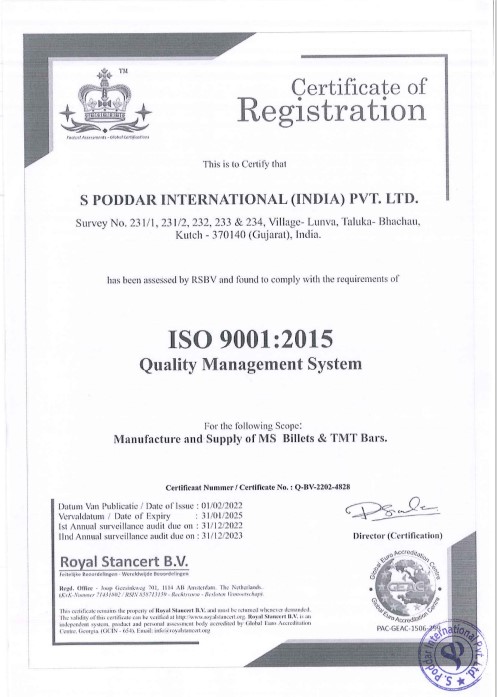 TM
Certificate of
Registration
This is to Certify that
S PODDAR INTERNATIONAL (INDIA) PVT. LTD.
Survey No. 231/1, 231/2, 232, 233 & 234, Village- Lunva, Taluka- Bhachau,
Kutch - 370140 (Gujarat), India.
has been assessed by RSBV and found to comply with the requirements of
ISO 9001:2015
Quality Management System
For the following Scope:
Manufacture and Supply of MS Billets & TMT Bars.
Certificaat Nummer / Certificate No. : Q-BV-2202-4828
Datum Van Publicatie / Date of Issue : 01/02/2022
Vervaldatum / Date of Expiry : 31/01/2025
Ist Annual surveillance audit due on : 31/12/2022
IInd Annual surveillance audit due on : 31/12/2023
Director (Certification)
Royal Stancert B.V.
Feitelijke Beoordelingen - Wereldwijde Beoordelingen
Regd. Office - Joop Geesinkweg 701, 1114 AB Amsterdam, The Netherlands.
This certificate remains the property of Royal Stancert B.V. and must be returned whenever demanded.
The validity of this certificate can be verified at http://www.royalstancert.org. Royal Stancert B.V. is an
independent system, product and personal assessment body accredited by Global Euro Accreditation
Centre, Georgia. (GCIN - 654). Email: info@royalstancert.org
Global Euro Accreditation Centre
GEAC
Global Euro Accreditation Centre
PAC-GEAC-1506-
S. Poddar International Pvt. Ltd.